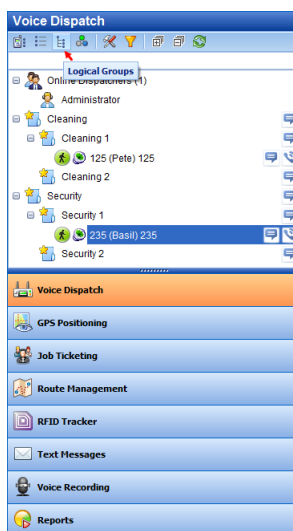 Voice Dispatch
Logical Groups
Online Dispatchers (1)
Administrator
Cleaning
Cleaning 1
125 (Pete) 125
Cleaning 2
Security
Security 1
235 (Basil) 235
Security 2
Voice Dispatch
GPS Positioning
Job Ticketing
Route Management
RFID Tracker
Text Messages
Voice Recording
Reports